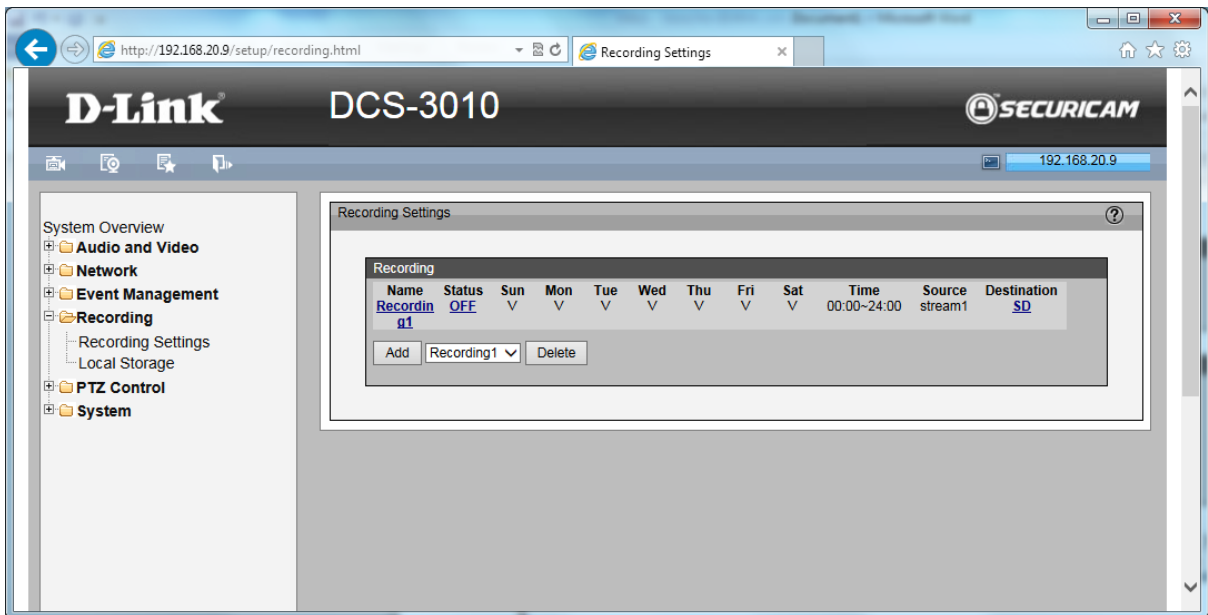 http://192.168.20.9/setup/recording.html
Recording Settings
D-Link
DCS-3010
SECURICAM
192.168.20.9
System Overview
Audio and Video
Network
Event Management
Recording
Recording Settings
Local Storage
PTZ Control
System
Recording Settings
Recording
Name Status Sun Mon Tue Wed Thu Fri Sat Time Source Destination
Recordin OFF V V V V V V V 00:00~24:00 stream1 SD
g1
Add Recording1 Delete